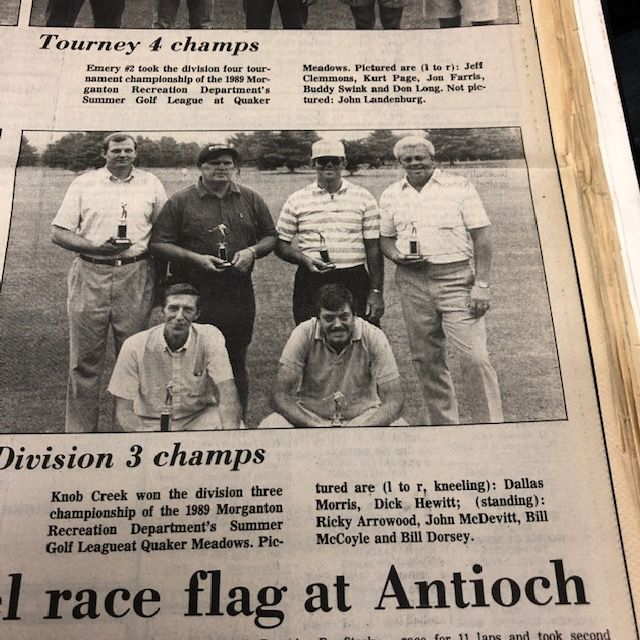 Tourney 4 champs
Emery #2 took the division four tour-
nament championship of the 1989 Mor-
ganton Recreation Department's
Summer Golf League at Quaker
Meadows. Pictured are (l to r): Jeff
Clemmons, Kurt Page, Jon Farris,
Buddy Swink and Don Long. Not pic-
tured: John Landenburg.
Division 3 champs
Knob Creek won the division three
championship of the 1989 Morganton
Recreation Department's Summer
Golf Leagueat Quaker Meadows. Pic-
tured are (l to r, kneeling): Dallas
Morris, Dick Hewitt; (standing):
Ricky Arrowood, John McDevitt, Bill
McCoyle and Bill Dorsey.
race flag at Antioch
race for 11 laps and took second